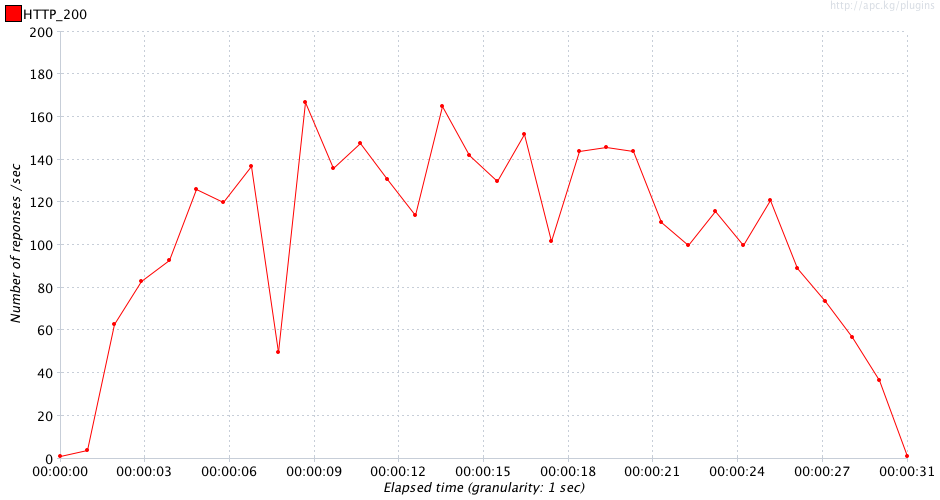 http://apc.kg/plugins
HTTP_200
200
180
160
140
120
100
80
60
40
20
0
Number of reponses /sec
00:00:00 00:00:03 00:00:06 00:00:09 00:00:12 00:00:15 00:00:18 00:00:21 00:00:24 00:00:27 00:00:31
Elapsed time (granularity: 1 sec)